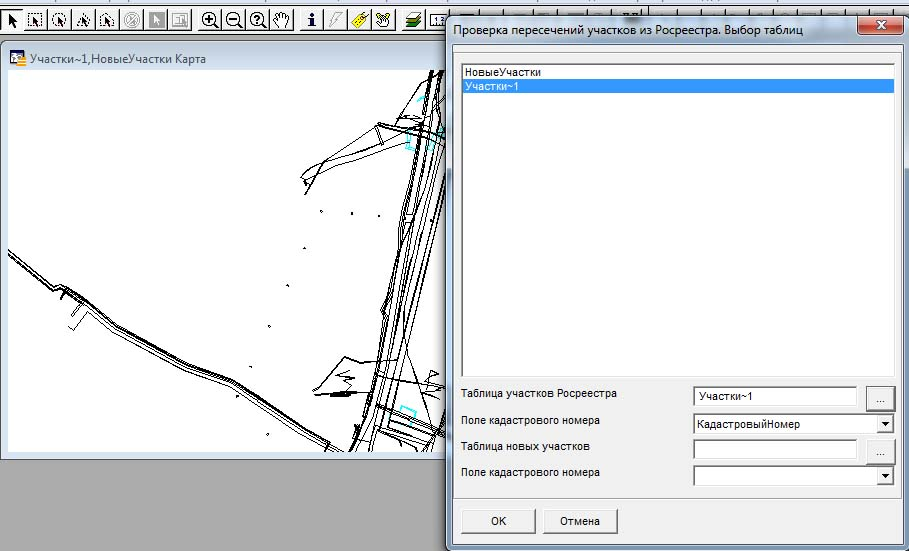 Проверка пересечений участков из Росреестра. Выбор таблиц
Участки~1,НовыеУчастки Карта
НовыеУчастки
Участки~1
Таблица участков Росреестра
Участки~1
...
Поле кадастрового номера
КадастровыйНомер
Таблица новых участков
...
Поле кадастрового номера
OK
Отмена